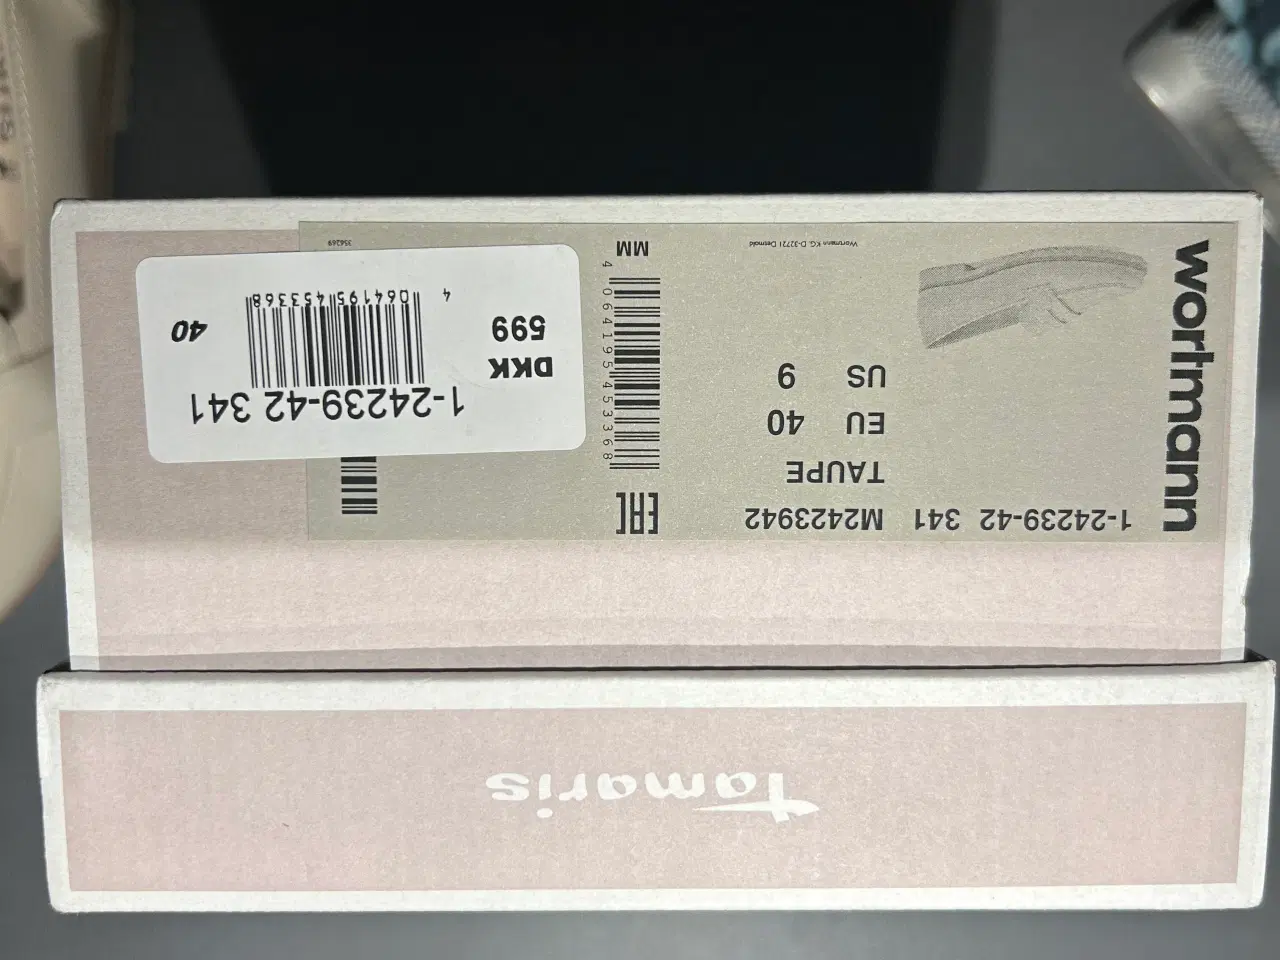 tamaris
wortmann
1-24239-42 341 M2423942
TAUPE
EU 40
US 9
Wortmann KG, D-32721 Detmold
EAC
4 064195 453368
MM
1-24239-42 341
DKK
599
40
4 064195 453368
356269